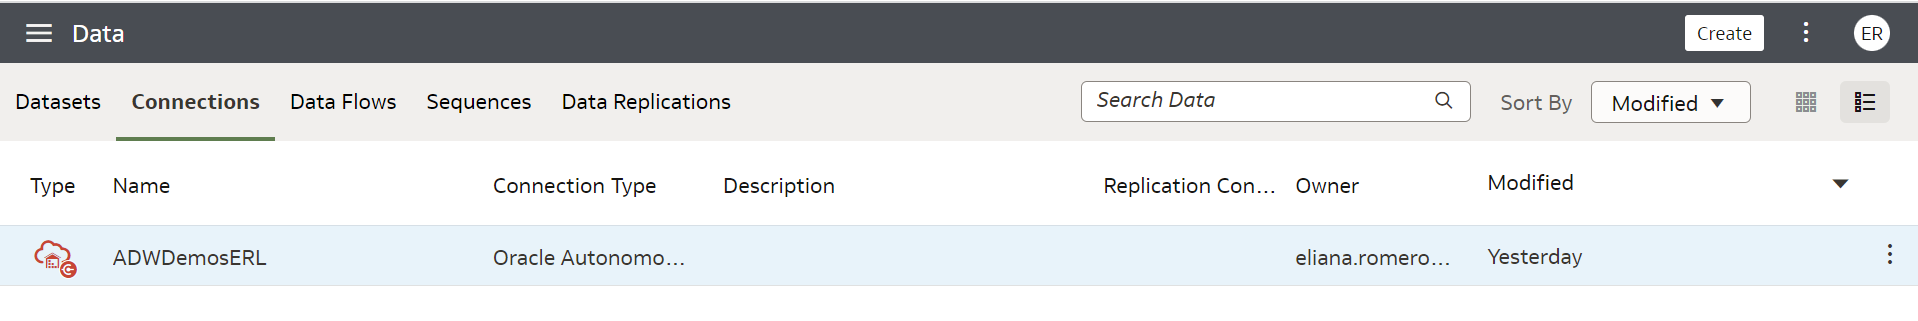 Data Create ER
Datasets Connections Data Flows Sequences Data Replications Search Data Sort By Modified
Type Name Connection Type Description Replication Con... Owner Modified
ADWDemosERL Oracle Autonomo... eliana.romero... Yesterday